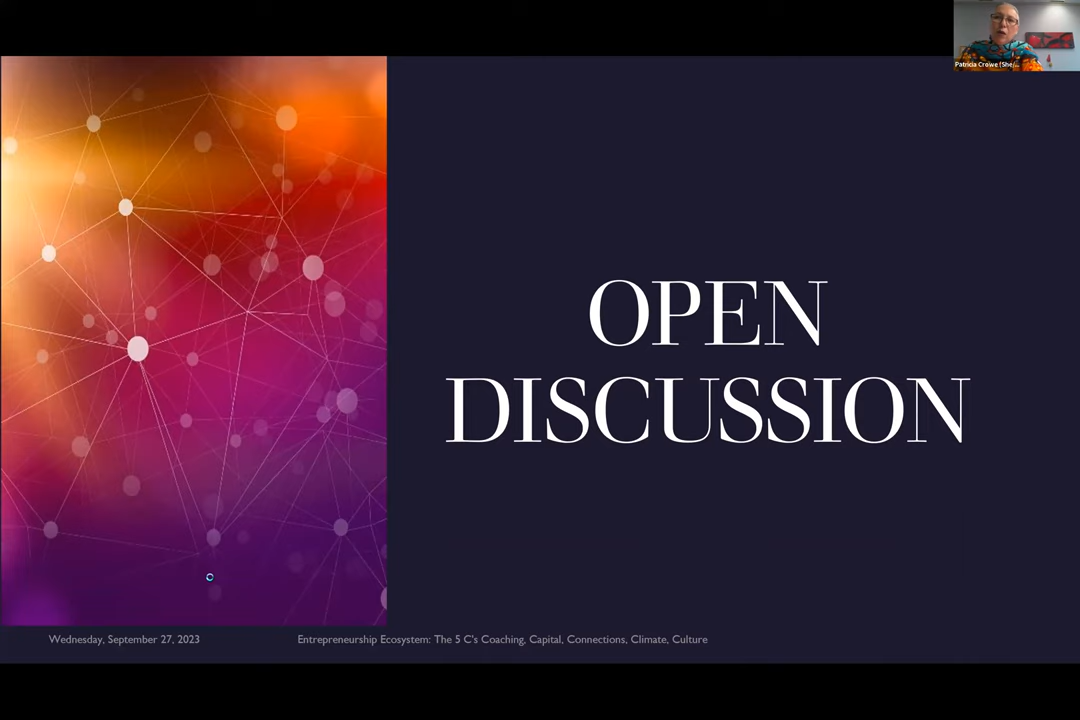 Patricia Crowe (She/...
OPEN
DISCUSSION
Wednesday, September 27, 2023
Entrepreneurship Ecosystem: The 5 C's Coaching, Capital, Connections, Climate, Culture